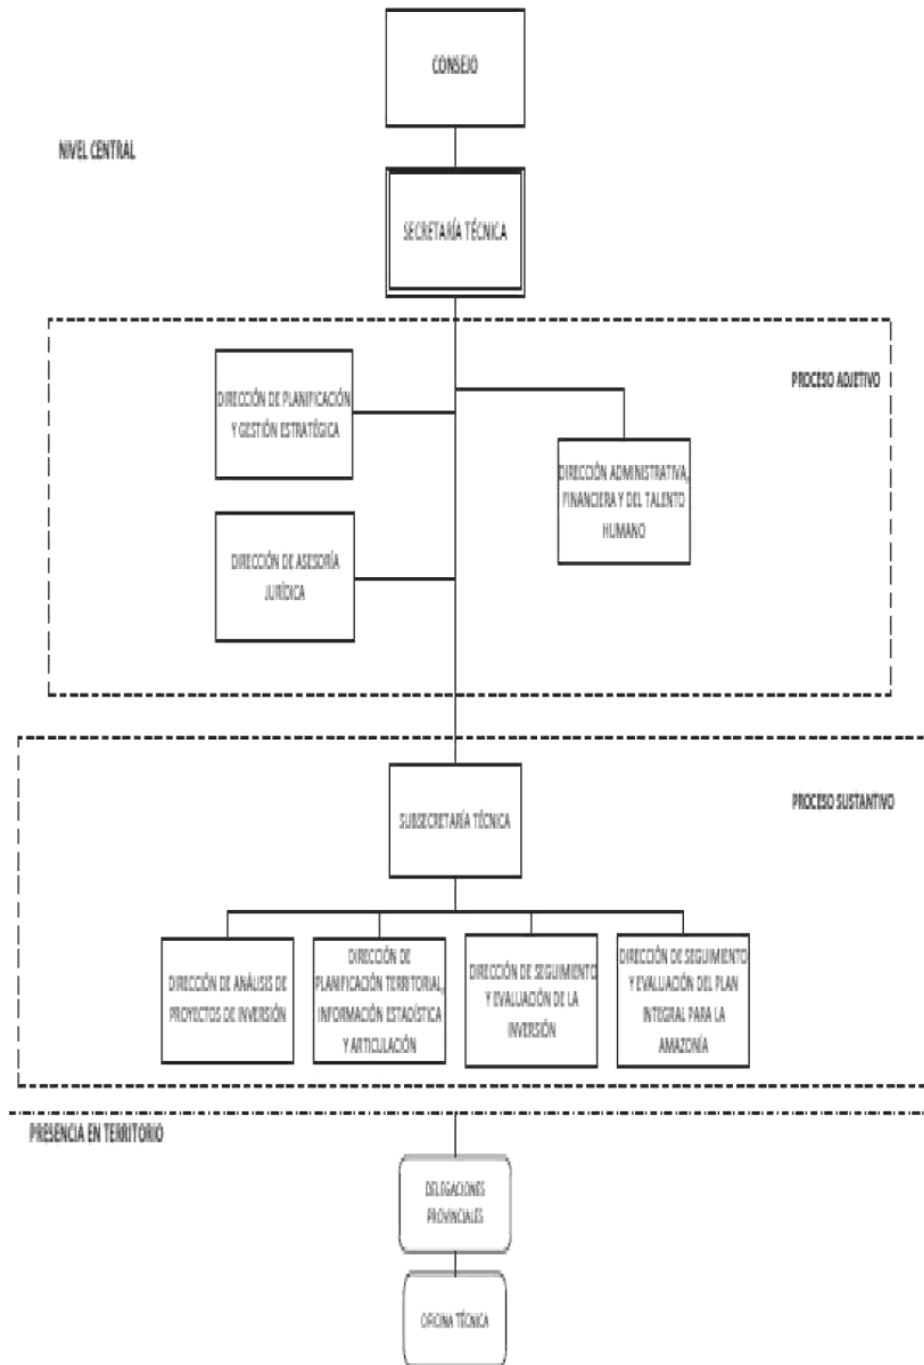 CONSEJO
NIVEL CENTRAL
SECRETARÍA TÉCNICA
PROCESO ADJETIVO
DIRECCIÓN DE PLANIFICACIÓN
Y GESTIÓN ESTRATÉGICA
DIRECCIÓN ADMINISTRATIVA,
FINANCIERA Y DEL TALENTO
HUMANO
DIRECCIÓN DE ASESORÍA
JURÍDICA
PROCESO SUSTANTIVO
SUBSECRETARÍA TÉCNICA
DIRECCIÓN DE ANÁLISIS DE
PROYECTOS DE INVERSIÓN
DIRECCIÓN DE
PLANIFICACIÓN TERRITORIAL,
INFORMACIÓN ESTADÍSTICA
Y ARTICULACIÓN
DIRECCIÓN DE SEGUIMIENTO
Y EVALUACIÓN DE LA
INVERSIÓN
DIRECCIÓN DE SEGUIMIENTO
Y EVALUACIÓN DEL PLAN
INTEGRAL PARA LA
AMAZONÍA
PRESENCIA EN TERRITORIO
DELEGACIONES
PROVINCIALES
OFICINA TÉCNICA